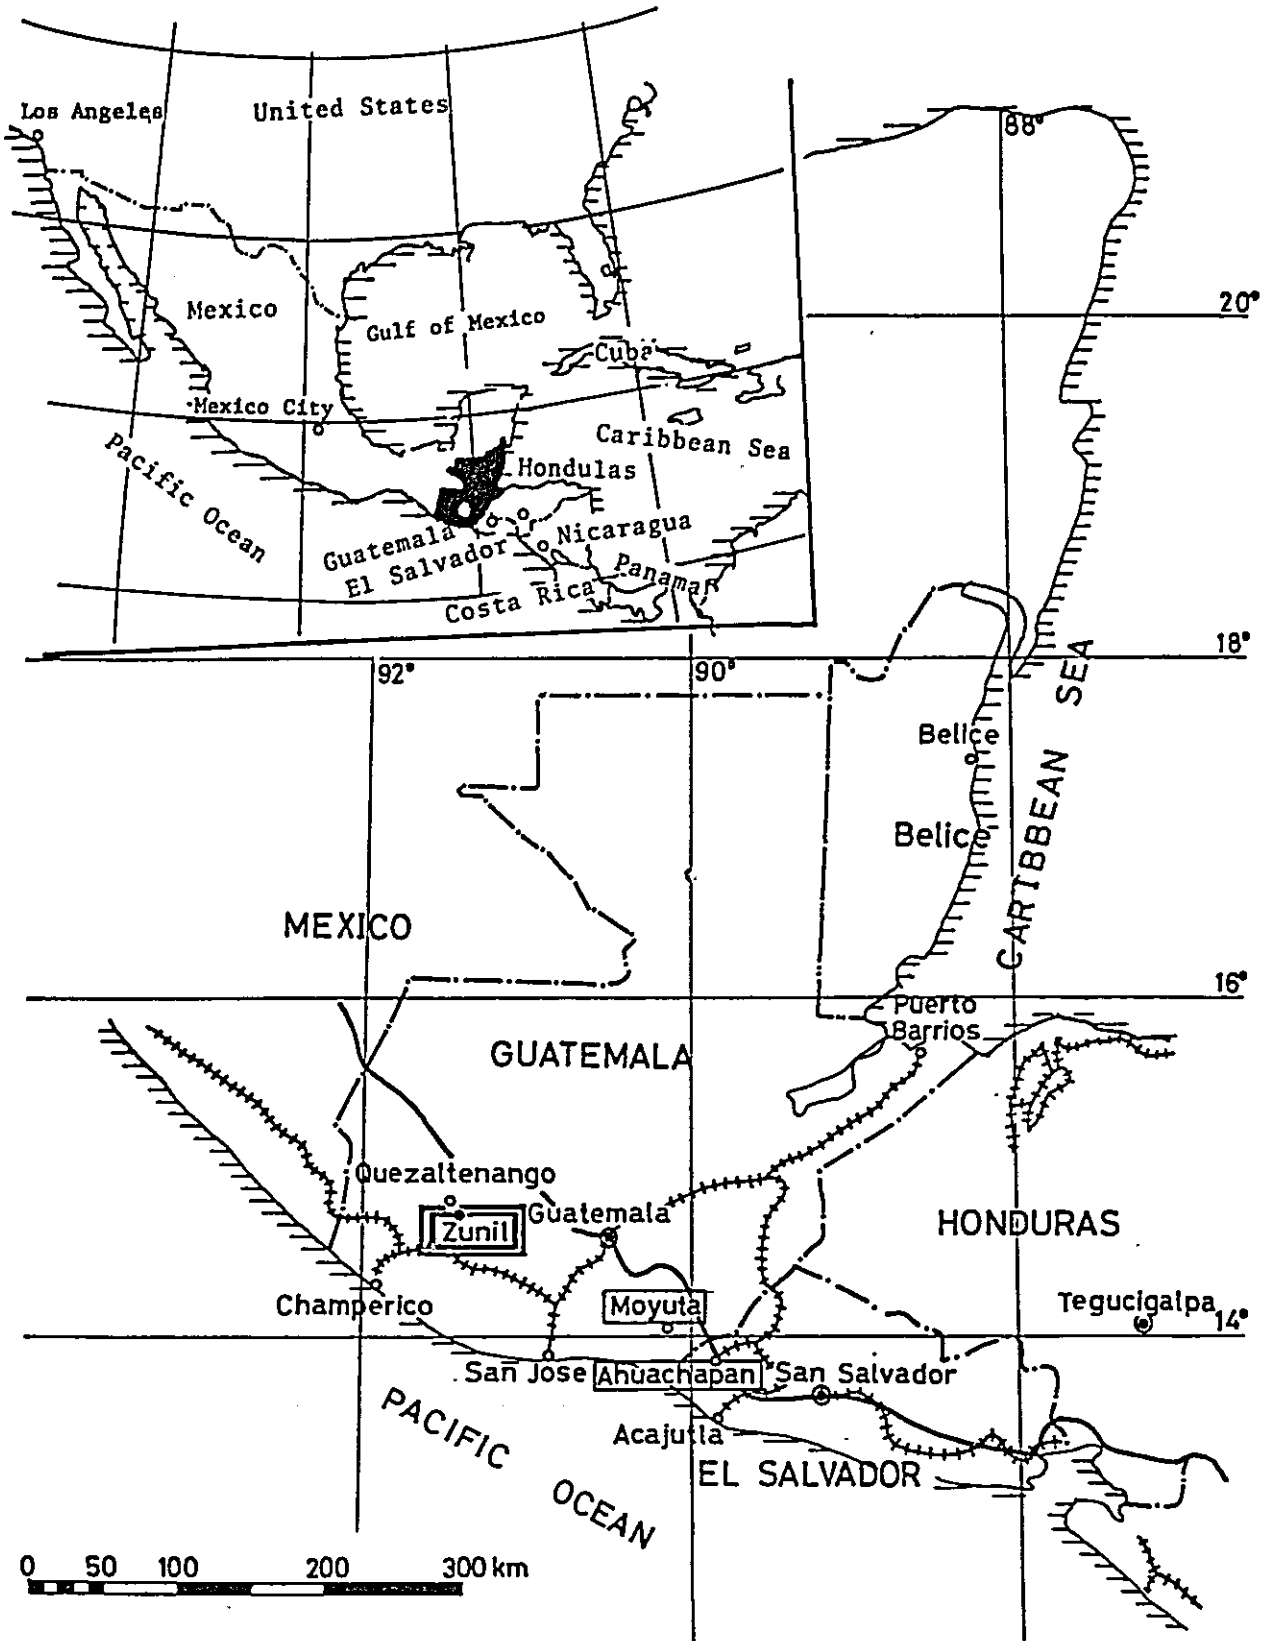 Los Angeles
United States
88°
20°
Mexico
Gulf of Mexico
Cuba
Mexico City
Caribbean Sea
Pacific Ocean
Hondulas
Guatemala
Nicaragua
El Salvador
Panama
Costa Rica
18°
92°
90°
CARIBBEAN SEA
Belice
Belice
MEXICO
16°
Puerto
Barrios
GUATEMALA
Quezaltenango
Guatemala
Zunil
HONDURAS
Champerico
Moyuta
Tegucigalpa
14°
San Jose
Ahuachapan
San Salvador
Acajutla
PACIFIC OCEAN
EL SALVADOR
0 50 100 200 300 km